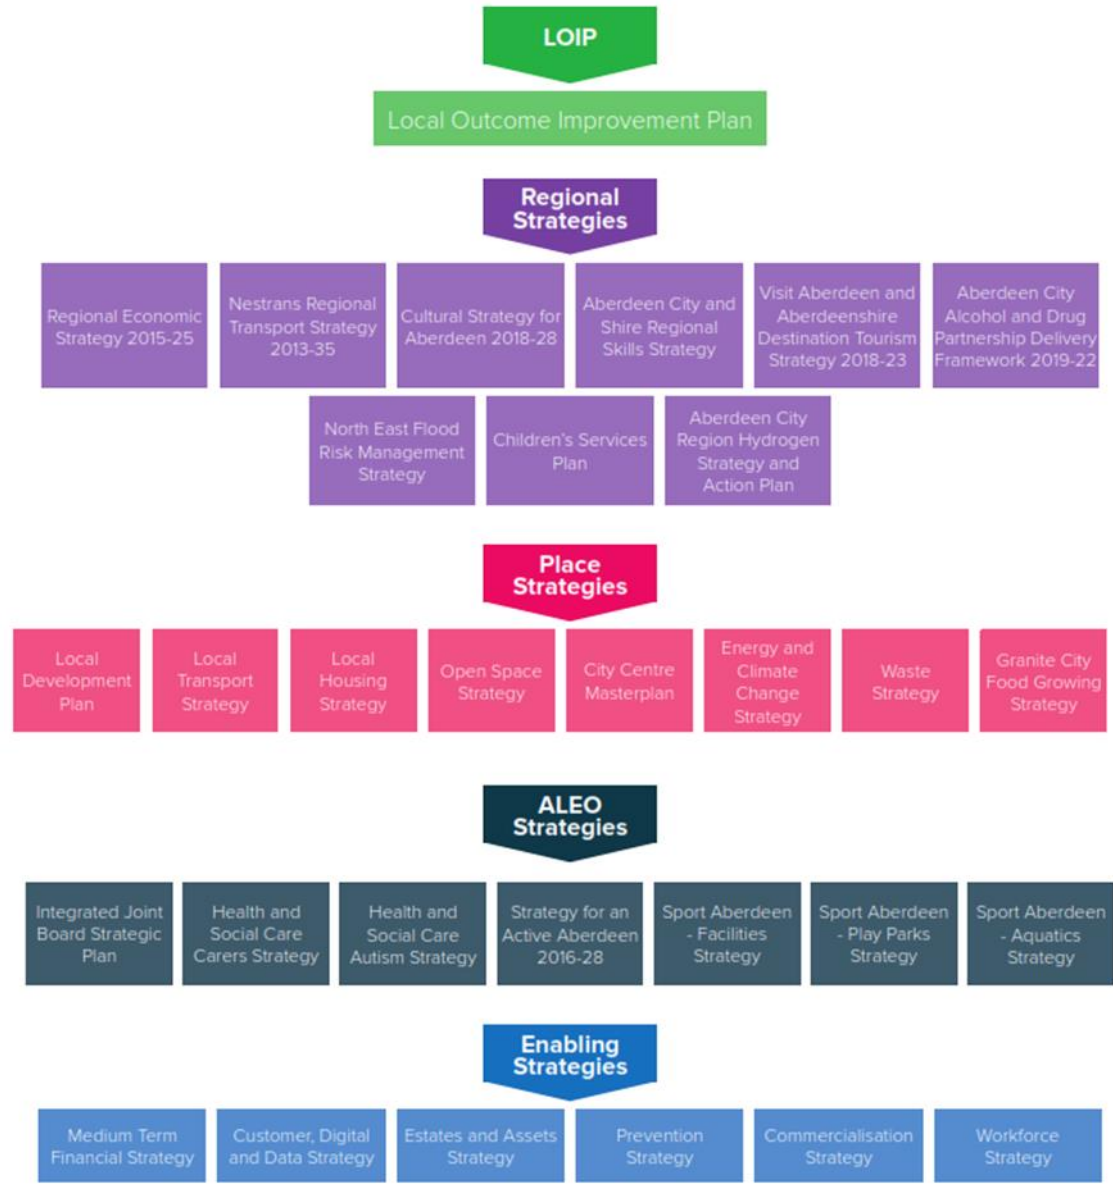 LOIP
Local Outcome Improvement Plan
Regional
Strategies
Regional Economic
Strategy 2015-25
Nestrans Regional
Transport Strategy
2013-35
Cultural Strategy for
Aberdeen 2018-28
Aberdeen City and
Shire Regional
Skills Strategy
Visit Aberdeen and
Aberdeenshire
Destination Tourism
Strategy 2018-23
Aberdeen City
Alcohol and Drug
Partnership Delivery
Framework 2019-22
North East Flood
Risk Management
Strategy
Children's Services
Plan
Aberdeen City
Region Hydrogen
Strategy and
Action Plan
Place
Strategies
Local
Development
Plan
Local
Transport
Strategy
Local
Housing
Strategy
Open Space
Strategy
City Centre
Masterplan
Energy and
Climate
Change
Strategy
Waste
Strategy
Granite City
Food Growing
Strategy
ALEO
Strategies
Integrated Joint
Board Strategic
Plan
Health and
Social Care
Carers Strategy
Health and
Social Care
Autism Strategy
Strategy for an
Active Aberdeen
2016-28
Sport Aberdeen
- Facilities
Strategy
Sport Aberdeen
- Play Parks
Strategy
Sport Aberdeen
- Aquatics
Strategy
Enabling
Strategies
Medium Term
Financial Strategy
Customer, Digital
and Data Strategy
Estates and Assets
Strategy
Prevention
Strategy
Commercialisation
Strategy
Workforce
Strategy